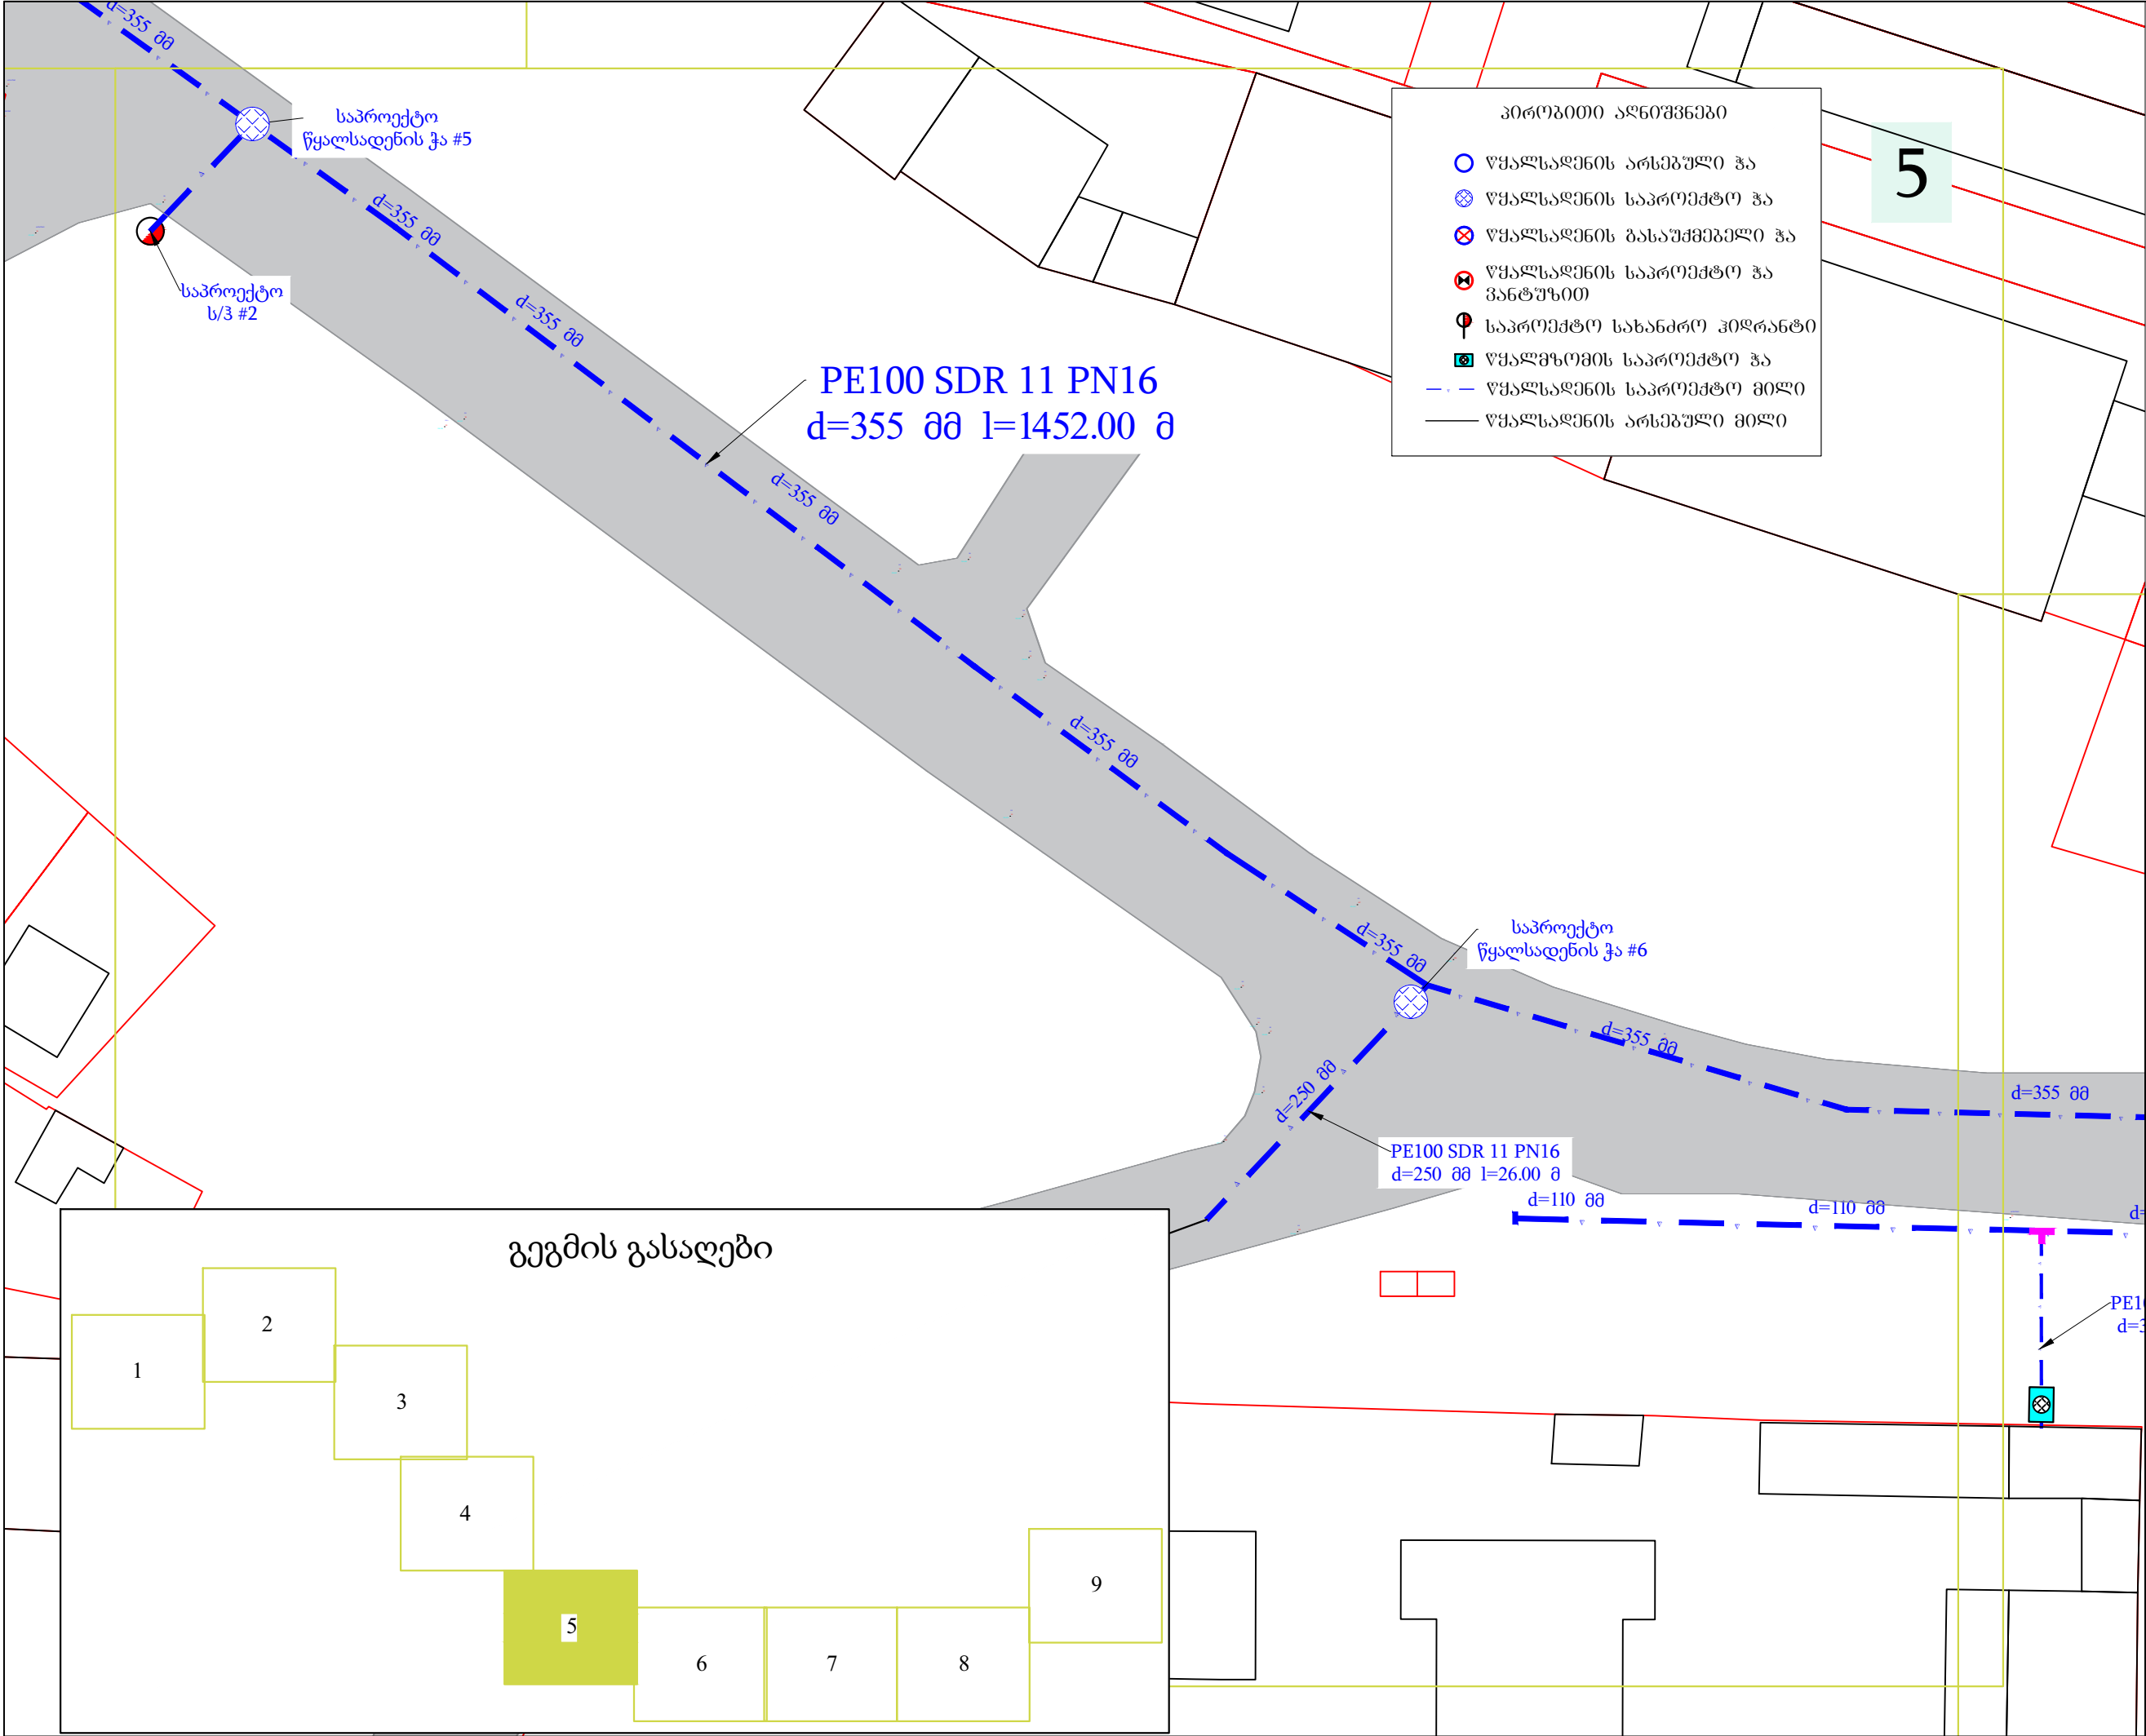 d=355 მმ
საპროექტო
წყალსადენის ჭა #5
d=355 მმ
საპროექტო
ს/ჰ #2
d=355 მმ
PE100 SDR 11 PN16
d=355 მმ l=1452.00 მ
d=355 მმ
პირობითი აღნიშვნები
წყალსადენის არსებული ჭა
წყალსადენის საპროექტო ჭა
წყალსადენის გასაუქმებელი ჭა
წყალსადენის საპროექტო ჭა
ვანტუზით
საპროექტო სახანძრო ჰიდრანტი
წყალმზომის საპროექტო ჭა
წყალსადენის საპროექტო მილი
წყალსადენის არსებული მილი
5
d=355 მმ
d=355 მმ
საპროექტო
წყალსადენის ჭა #6
d=355 მმ
d=355 მმ
d=250 მმ
PE100 SDR 11 PN16
d=250 მმ l=26.00 მ
d=110 მმ
d=110 მმ
d=
PE1
d=3
გეგმის გასაღები
1
2
3
4
5
6
7
8
9